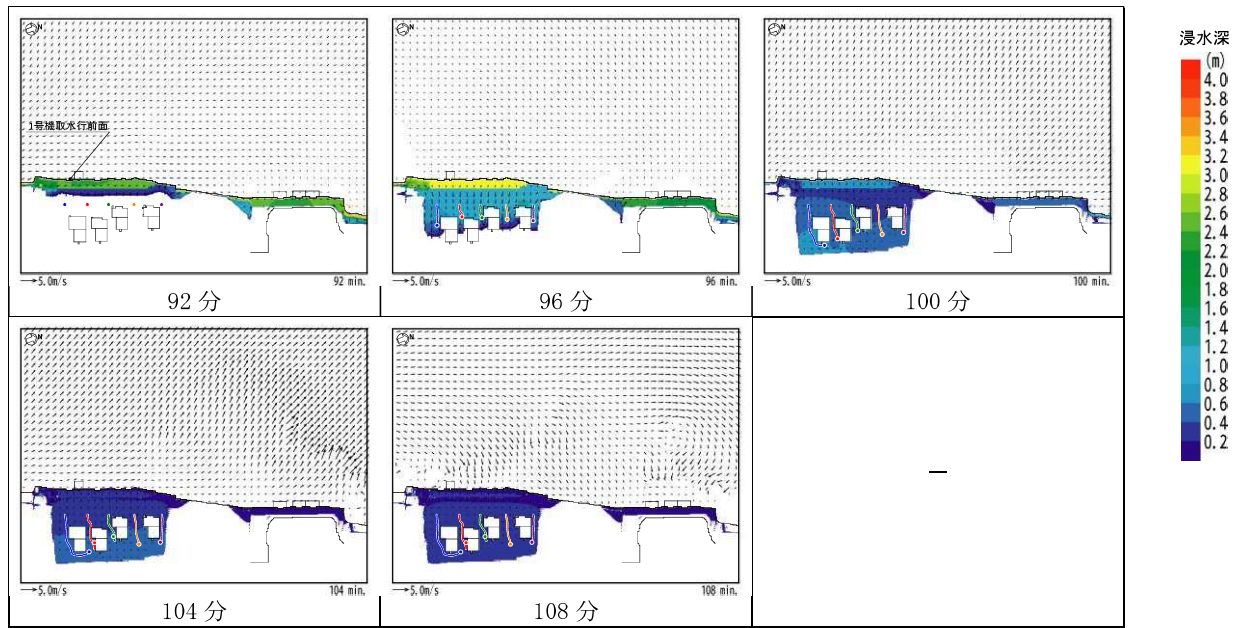 N
1号機取水行前面
→5.0m/s
92 min.
92分
N
→5.0m/s
96 min.
96分
N
→5.0m/s
100 min.
100分
N
→5.0m/s
104 min.
104分
N
→5.0m/s
108 min.
108分
—
浸水深
(m)
4.0
3.8
3.6
3.4
3.2
3.0
2.8
2.6
2.4
2.2
2.0
1.8
1.6
1.4
1.2
1.0
0.8
0.6
0.4
0.2